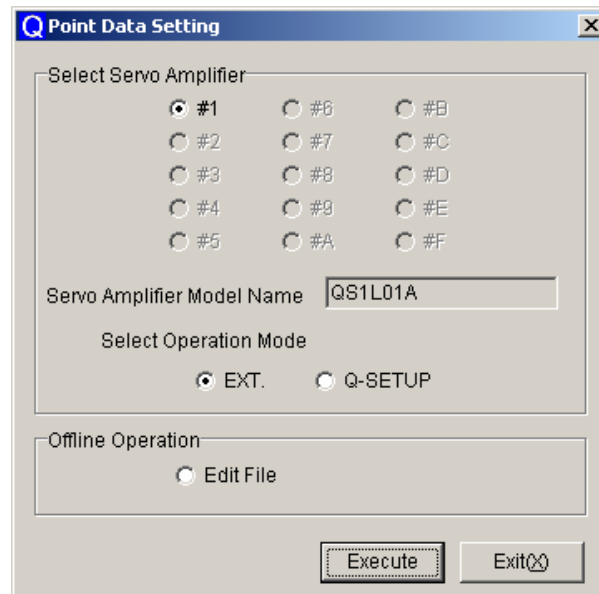 Q Point Data Setting
Select Servo Amplifier
#1 #6 #B
#2 #7 #C
#3 #8 #D
#4 #9 #E
#5 #A #F
Servo Amplifier Model Name QS1L01A
Select Operation Mode
EXT. Q-SETUP
Offline Operation
Edit File
Execute Exit(X)